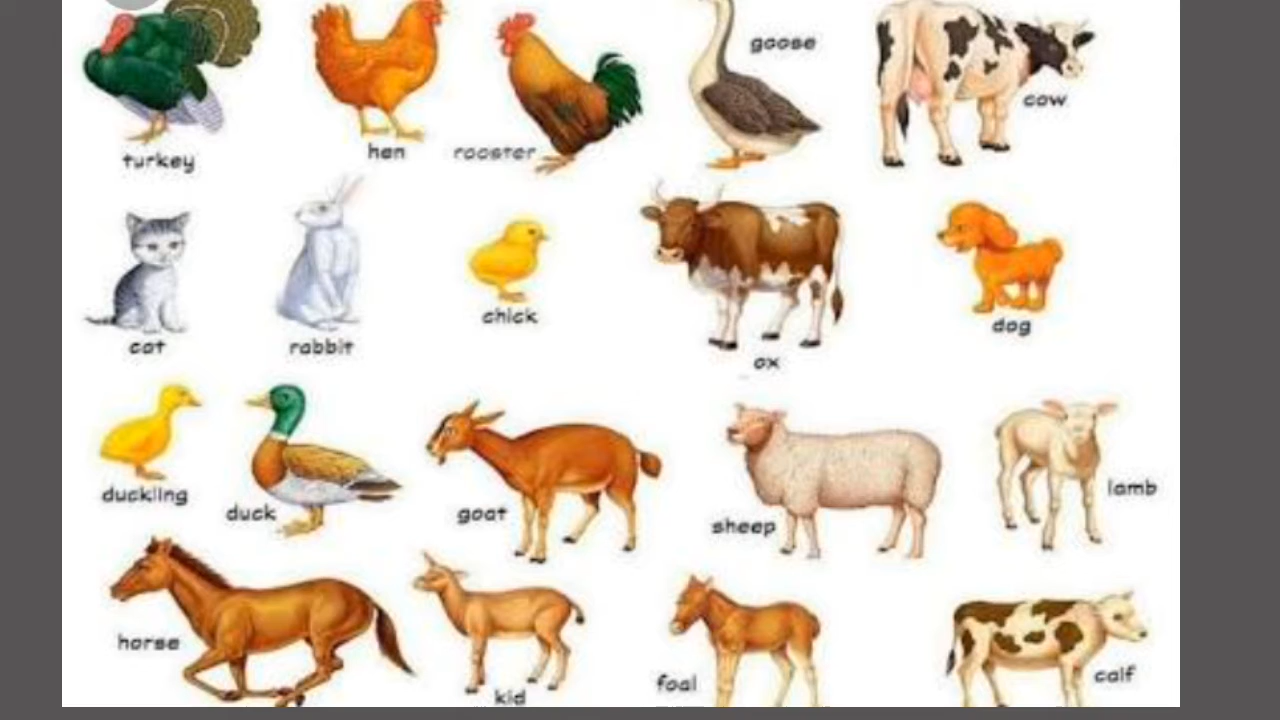 goose
cow
turkey
hen
rooster
cat
rabbit
chick
ox
dog
duckling
duck
goat
sheep
lamb
horse
kid
foal
calf